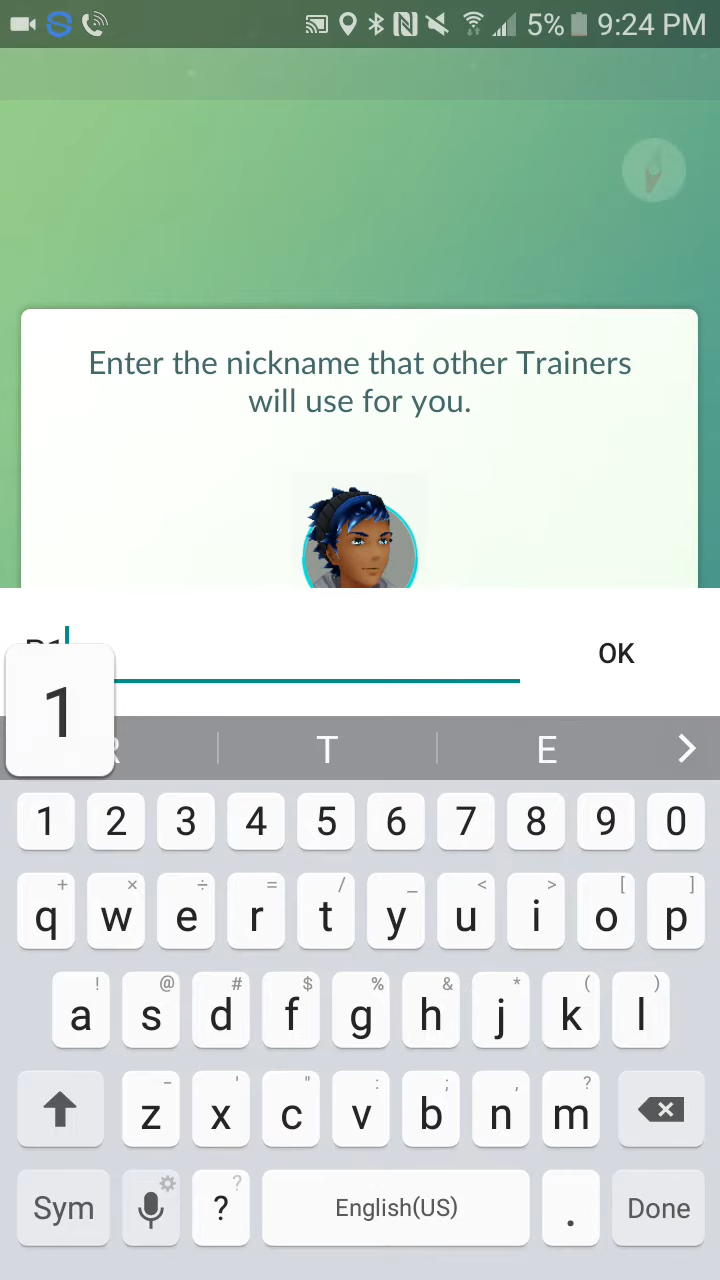 5% 9:24 PM
Enter the nickname that other Trainers
will use for you.
OK
1
R T E
1 2 3 4 5 6 7 8 9 0
+ × ÷ = / _ < > [ ]
q w e r t y u i o p
! @ # $ % & * ( )
a s d f g h j k l
- ' " : ; , ?
z x c v b n m
?
Sym ? English(US) . Done